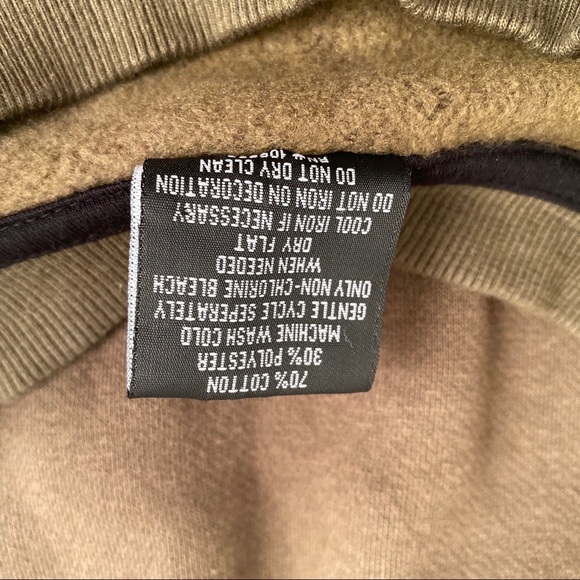 70% COTTON
30% POLYESTER
MACHINE WASH COLD
GENTLE CYCLE SEPERATELY
ONLY NON-CHLORINE BLEACH
WHEN NEEDED
DRY FLAT
COOL IRON IF NECESSARY
DO NOT IRON ON DECORATION
DO NOT DRY CLEAN
RN#